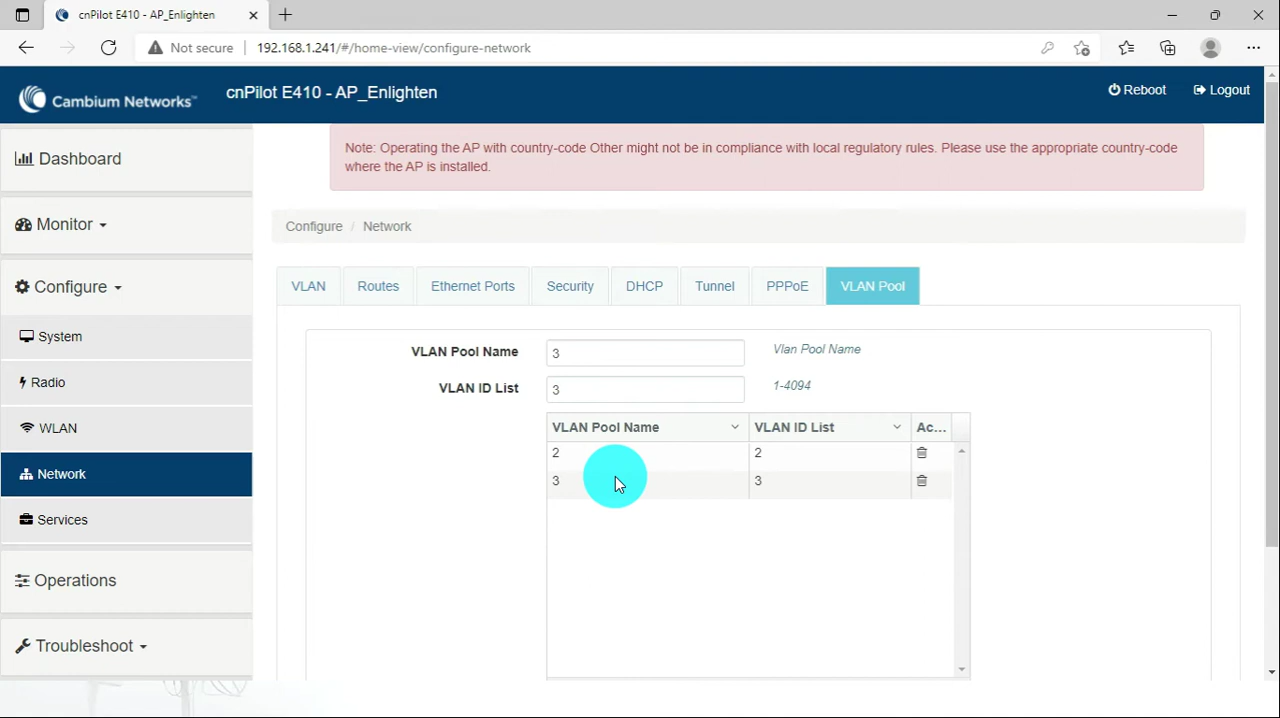 cnPilot E410 - AP_Enlighten
Not secure
192.168.1.241/#/home-view/configure-network
Cambium Networks™
cnPilot E410 - AP_Enlighten
Reboot
Logout
Dashboard
Monitor
Configure
System
Radio
WLAN
Network
Services
Operations
Troubleshoot
Note: Operating the AP with country-code Other might not be in compliance with local regulatory rules. Please use the appropriate country-code
where the AP is installed.
Configure / Network
VLAN Routes Ethernet Ports Security DHCP Tunnel PPPoE VLAN Pool
VLAN Pool Name 3 Vlan Pool Name
VLAN ID List 3 1-4094
VLAN Pool Name VLAN ID List Ac...
2 2
3 3